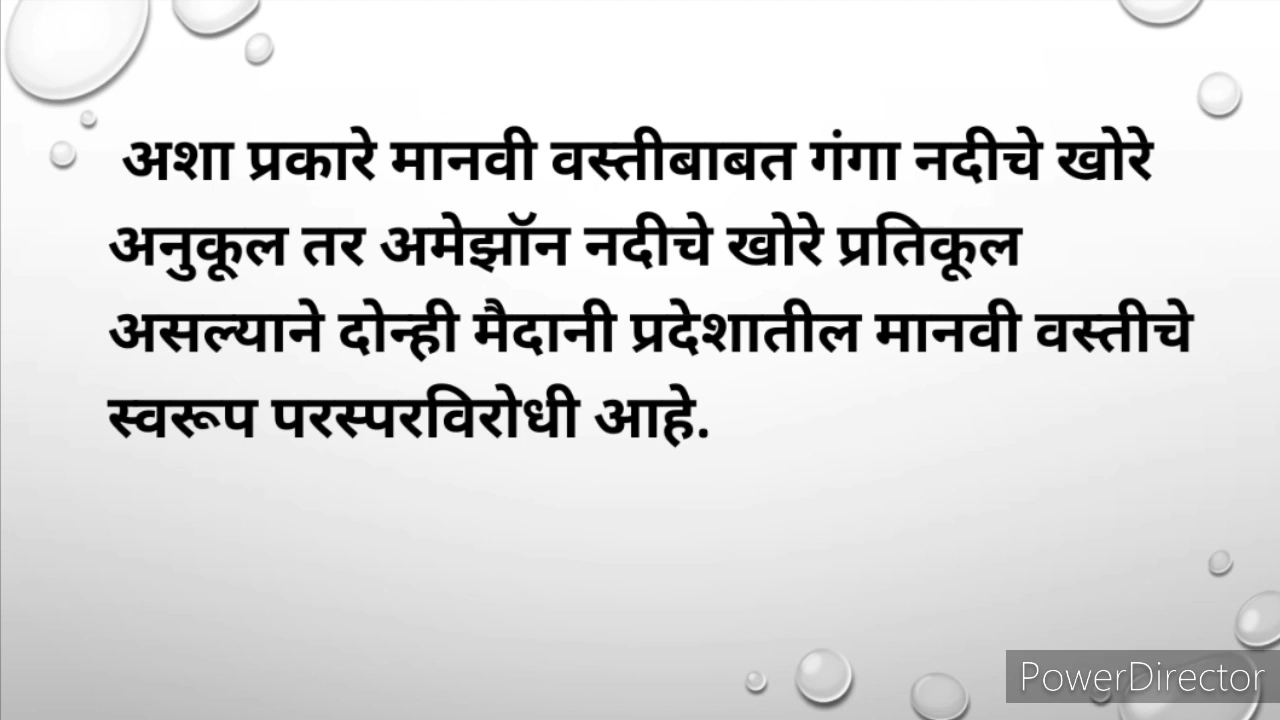 अशा प्रकारे मानवी वस्तीबाबत गंगा नदीचे खोरे
अनुकूल तर अमेझॉन नदीचे खोरे प्रतिकूल
असल्याने दोन्ही मैदानी प्रदेशातील मानवी वस्तीचे
स्वरूप परस्परविरोधी आहे.
PowerDirector